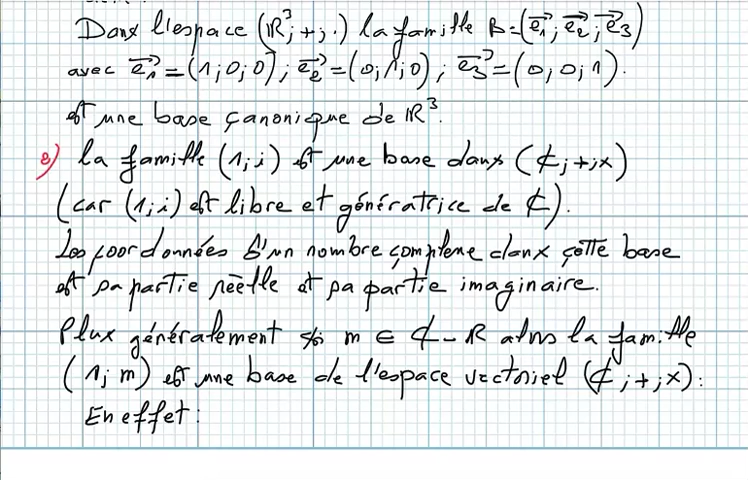 Dans l'espace (ℝ³;+;.) la famille B=(e₁→;e₂→;e₃→)
avec e₁→=(1;0;0); e₂→=(0;1;0); e₃→=(0;0;1).
est une base canonique de ℝ³.
e) la famille (1;i) est une base dans (ℂ;+;×)
(car (1;i) est libre et génératrice de ℂ).
Les coordonnées d'un nombre complexe dans cette base
est sa partie réelle et sa partie imaginaire.
Plus généralement si m ∈ ℂ-ℝ alors la famille
(1;m) est une base de l'espace vectoriel (ℂ;+;×):
En effet: